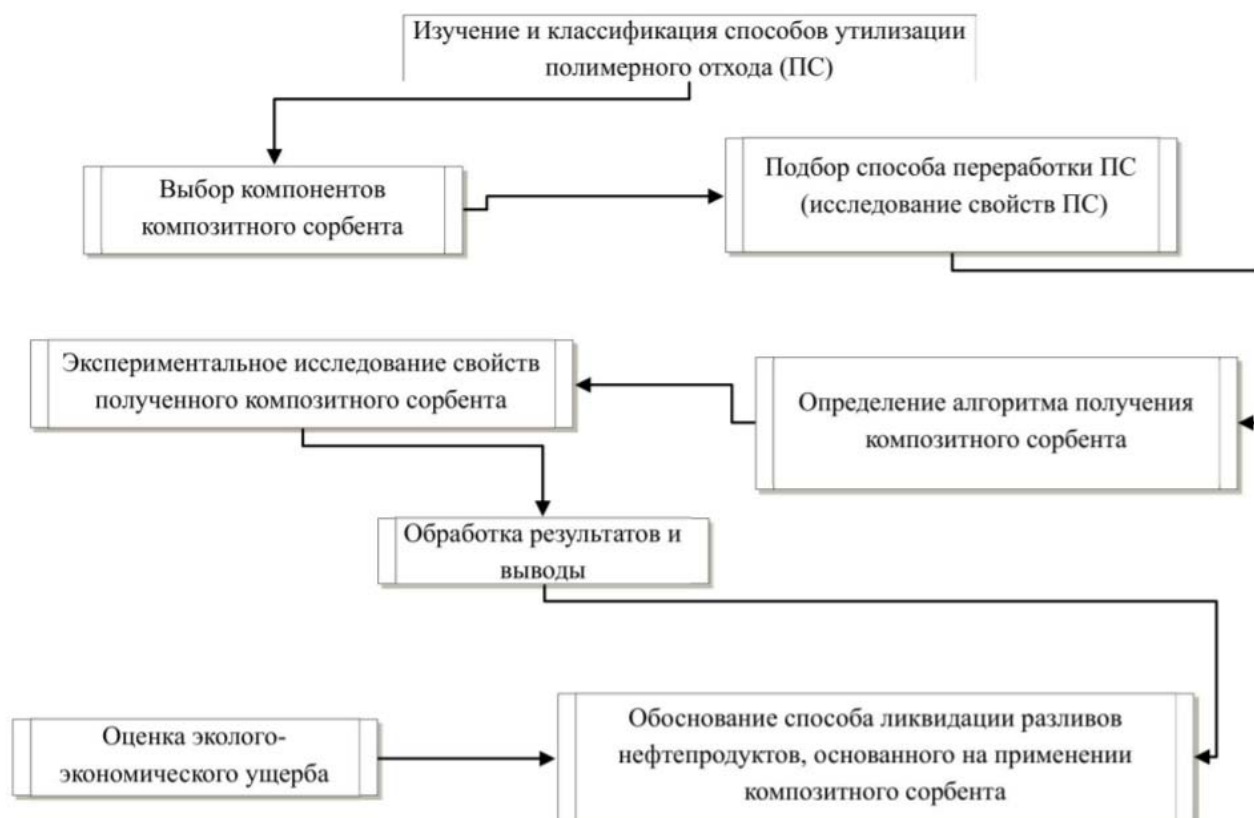 Изучение и классификация способов утилизации
полимерного отхода (ПС)
Выбор компонентов
композитного сорбента
Подбор способа переработки ПС
(исследование свойств ПС)
Экспериментальное исследование свойств
полученного композитного сорбента
Определение алгоритма получения
композитного сорбента
Обработка результатов и
выводы
Оценка эколого-
экономического ущерба
Обоснование способа ликвидации разливов
нефтепродуктов, основанного на применении
композитного сорбента